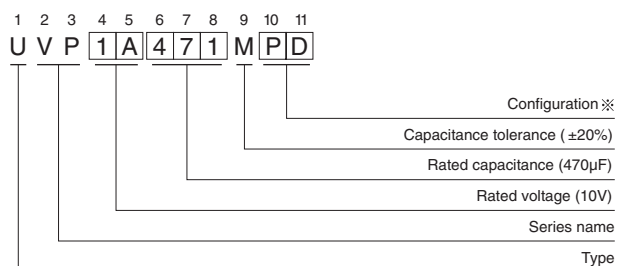 1 2 3 4 5 6 7 8 9 10 11
U V P 1 A 4 7 1 M P D
Configuration ※
Capacitance tolerance ( ±20%)
Rated capacitance (470µF)
Rated voltage (10V)
Series name
Type